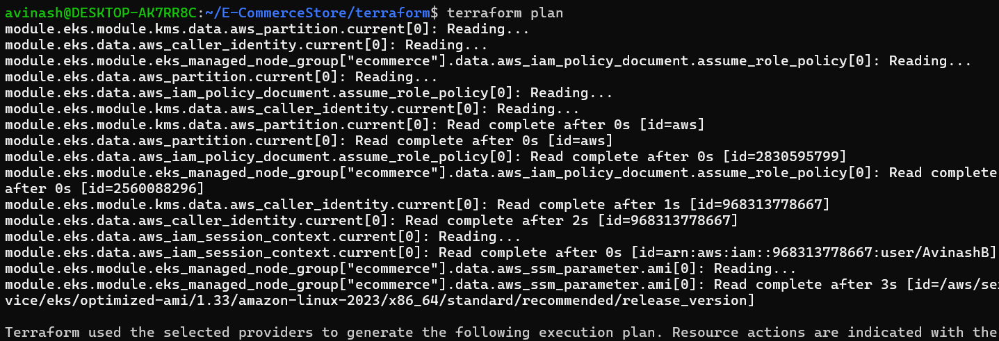 avinash@DESKTOP-AK7RR8C:~/E-CommerceStore/terraform$ terraform plan
module.eks.module.kms.data.aws_partition.current[0]: Reading...
module.eks.data.aws_caller_identity.current[0]: Reading...
module.eks.module.eks_managed_node_group["ecommerce"].data.aws_iam_policy_document.assume_role_policy[0]: Reading...
module.eks.data.aws_partition.current[0]: Reading...
module.eks.data.aws_iam_policy_document.assume_role_policy[0]: Reading...
module.eks.module.kms.data.aws_caller_identity.current[0]: Reading...
module.eks.module.kms.data.aws_partition.current[0]: Read complete after 0s [id=aws]
module.eks.data.aws_partition.current[0]: Read complete after 0s [id=aws]
module.eks.data.aws_iam_policy_document.assume_role_policy[0]: Read complete after 0s [id=2830595799]
module.eks.module.eks_managed_node_group["ecommerce"].data.aws_iam_policy_document.assume_role_policy[0]: Read complete
after 0s [id=2560088296]
module.eks.module.kms.data.aws_caller_identity.current[0]: Read complete after 1s [id=968313778667]
module.eks.data.aws_caller_identity.current[0]: Read complete after 2s [id=968313778667]
module.eks.data.aws_iam_session_context.current[0]: Reading...
module.eks.data.aws_iam_session_context.current[0]: Read complete after 0s [id=arn:aws:iam::968313778667:user/AvinashB]
module.eks.module.eks_managed_node_group["ecommerce"].data.aws_ssm_parameter.ami[0]: Reading...
module.eks.module.eks_managed_node_group["ecommerce"].data.aws_ssm_parameter.ami[0]: Read complete after 3s [id=/aws/ser
vice/eks/optimized-ami/1.33/amazon-linux-2023/x86_64/standard/recommended/release_version]
Terraform used the selected providers to generate the following execution plan. Resource actions are indicated with the